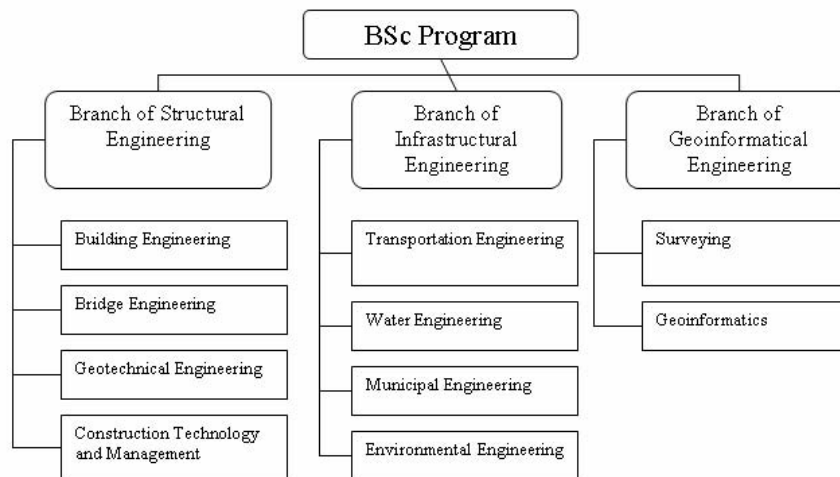 BSc Program
Branch of Structural
Engineering
Building Engineering
Bridge Engineering
Geotechnical Engineering
Construction Technology
and Management
Branch of
Infrastructural
Engineering
Transportation Engineering
Water Engineering
Municipal Engineering
Environmental Engineering
Branch of
Geoinformatical
Engineering
Surveying
Geoinformatics